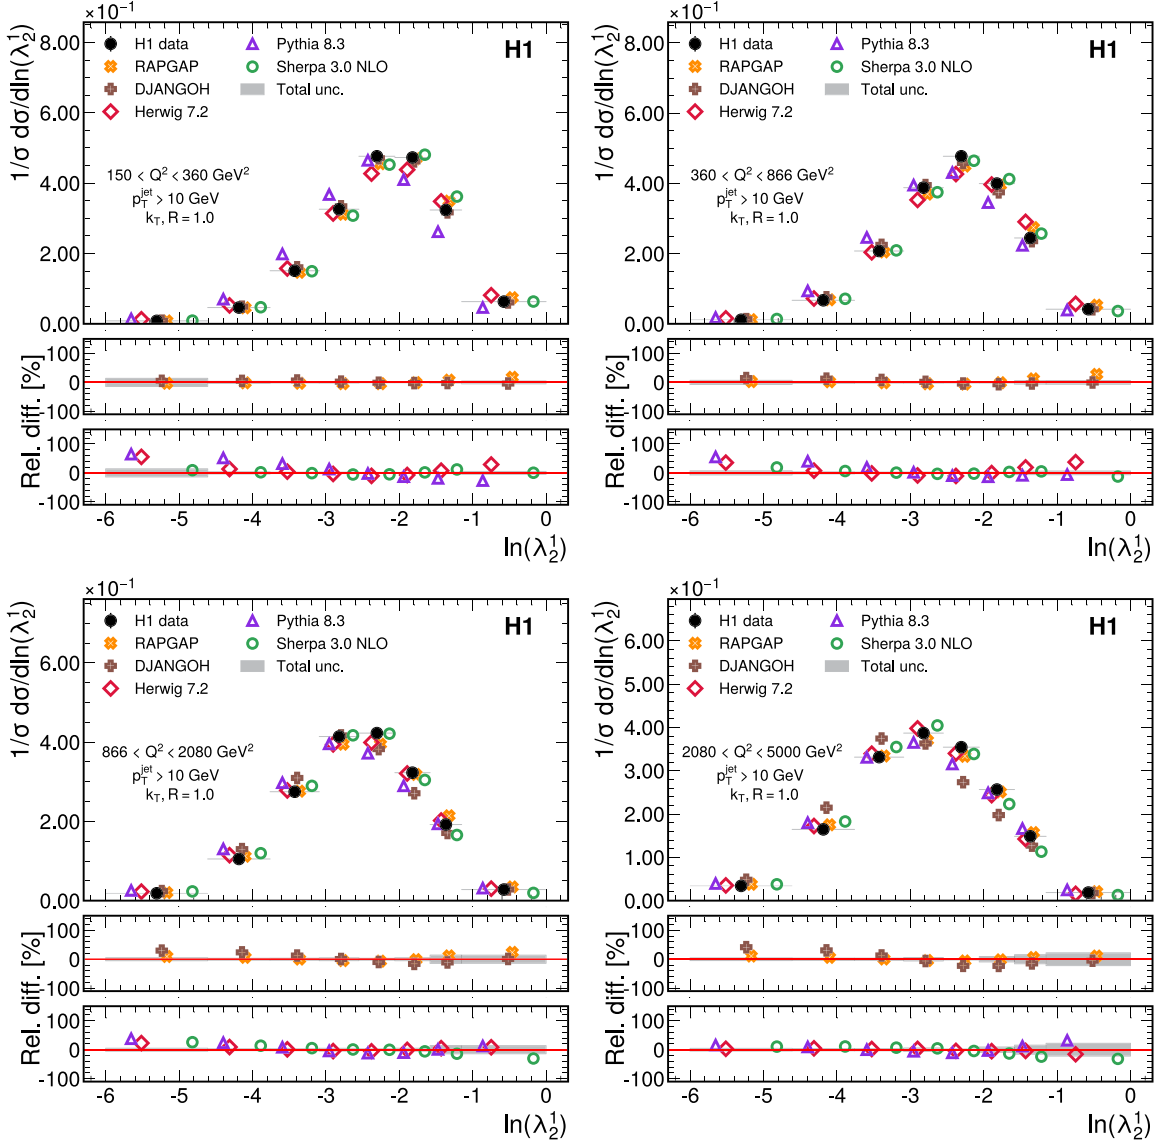 ×10⁻¹
1/σ dσ/dln(λ₂¹)
8.00
6.00
4.00
2.00
0.00
H1 data
RAPGAP
DJANGOH
Herwig 7.2
Pythia 8.3
Sherpa 3.0 NLO
Total unc.
H1
150 < Q² < 360 GeV²
p_T^jet > 10 GeV
k_T, R = 1.0
Rel. diff. [%]
100
0
-100
100
0
-100
-6 -5 -4 -3 -2 -1 0
ln(λ₂¹)
×10⁻¹
1/σ dσ/dln(λ₂¹)
8.00
6.00
4.00
2.00
0.00
H1 data
RAPGAP
DJANGOH
Herwig 7.2
Pythia 8.3
Sherpa 3.0 NLO
Total unc.
H1
360 < Q² < 866 GeV²
p_T^jet > 10 GeV
k_T, R = 1.0
Rel. diff. [%]
100
0
-100
100
0
-100
-6 -5 -4 -3 -2 -1 0
ln(λ₂¹)
×10⁻¹
1/σ dσ/dln(λ₂¹)
6.00
4.00
2.00
0.00
H1 data
RAPGAP
DJANGOH
Herwig 7.2
Pythia 8.3
Sherpa 3.0 NLO
Total unc.
H1
866 < Q² < 2080 GeV²
p_T^jet > 10 GeV
k_T, R = 1.0
Rel. diff. [%]
100
0
-100
100
0
-100
-6 -5 -4 -3 -2 -1 0
ln(λ₂¹)
×10⁻¹
1/σ dσ/dln(λ₂¹)
6.00
5.00
4.00
3.00
2.00
1.00
0.00
H1 data
RAPGAP
DJANGOH
Herwig 7.2
Pythia 8.3
Sherpa 3.0 NLO
Total unc.
H1
2080 < Q² < 5000 GeV²
p_T^jet > 10 GeV
k_T, R = 1.0
Rel. diff. [%]
100
0
-100
100
0
-100
-6 -5 -4 -3 -2 -1 0
ln(λ₂¹)